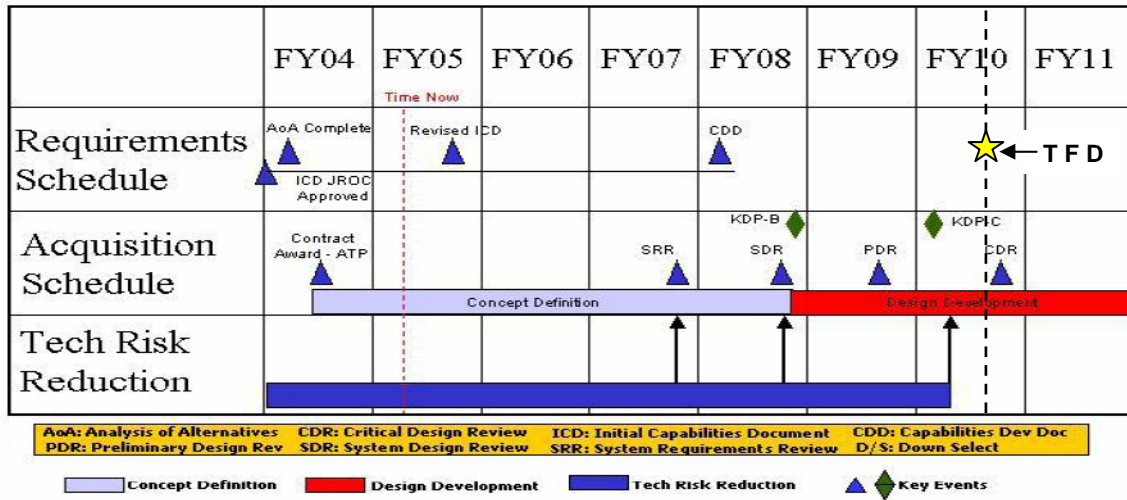 FY04 FY05 FY06 FY07 FY08 FY09 FY10 FY11
Time Now
Requirements
Schedule
AoA Complete
Revised ICD
CDD
ICD JROC
Approved
T F D
Acquisition
Schedule
Contract
Award - ATP
SRR
KDP-B
SDR
PDR
KDP-C
CDR
Concept Definition
Design Development
Tech Risk
Reduction
AoA: Analysis of Alternatives CDR: Critical Design Review ICD: Initial Capabilities Document CDD: Capabilities Dev Doc
PDR: Preliminary Design Rev SDR: System Design Review SRR: System Requirements Review D/S: Down Select
Concept Definition Design Development Tech Risk Reduction Key Events